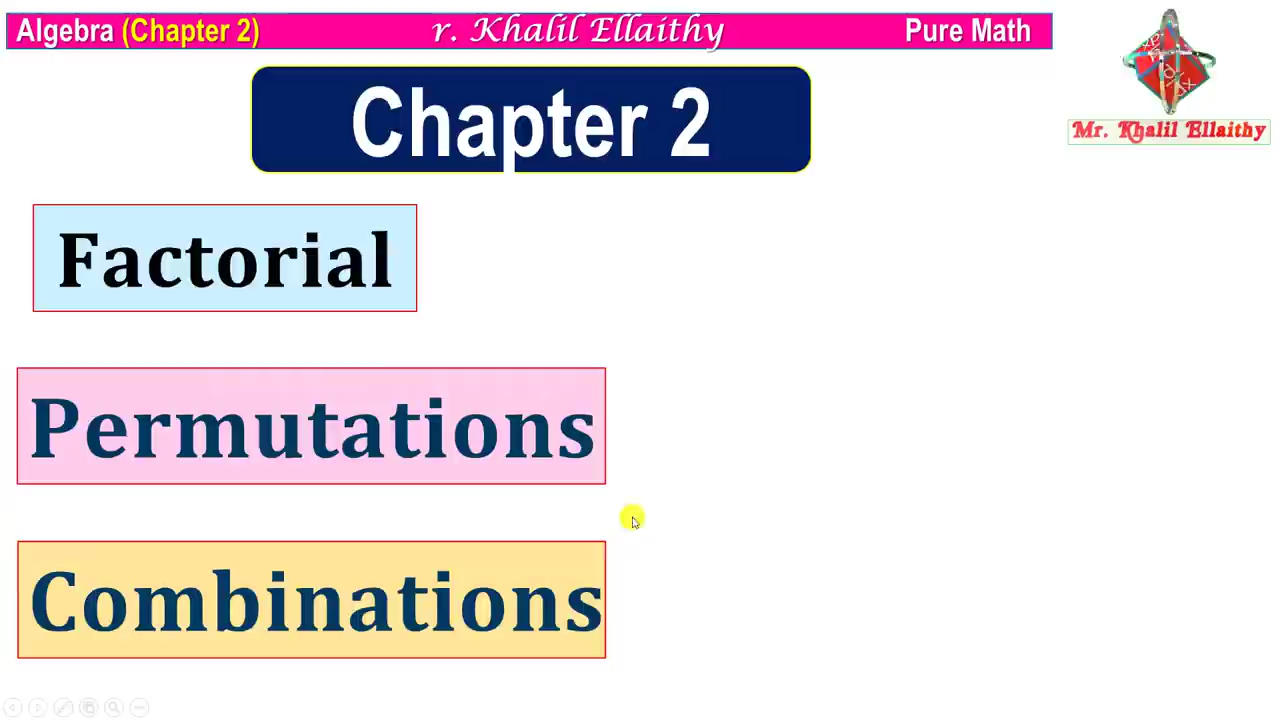 Algebra (Chapter 2) r. Khalil Ellaithy Pure Math
Mr. Khalil Ellaithy
Chapter 2
Factorial
Permutations
Combinations